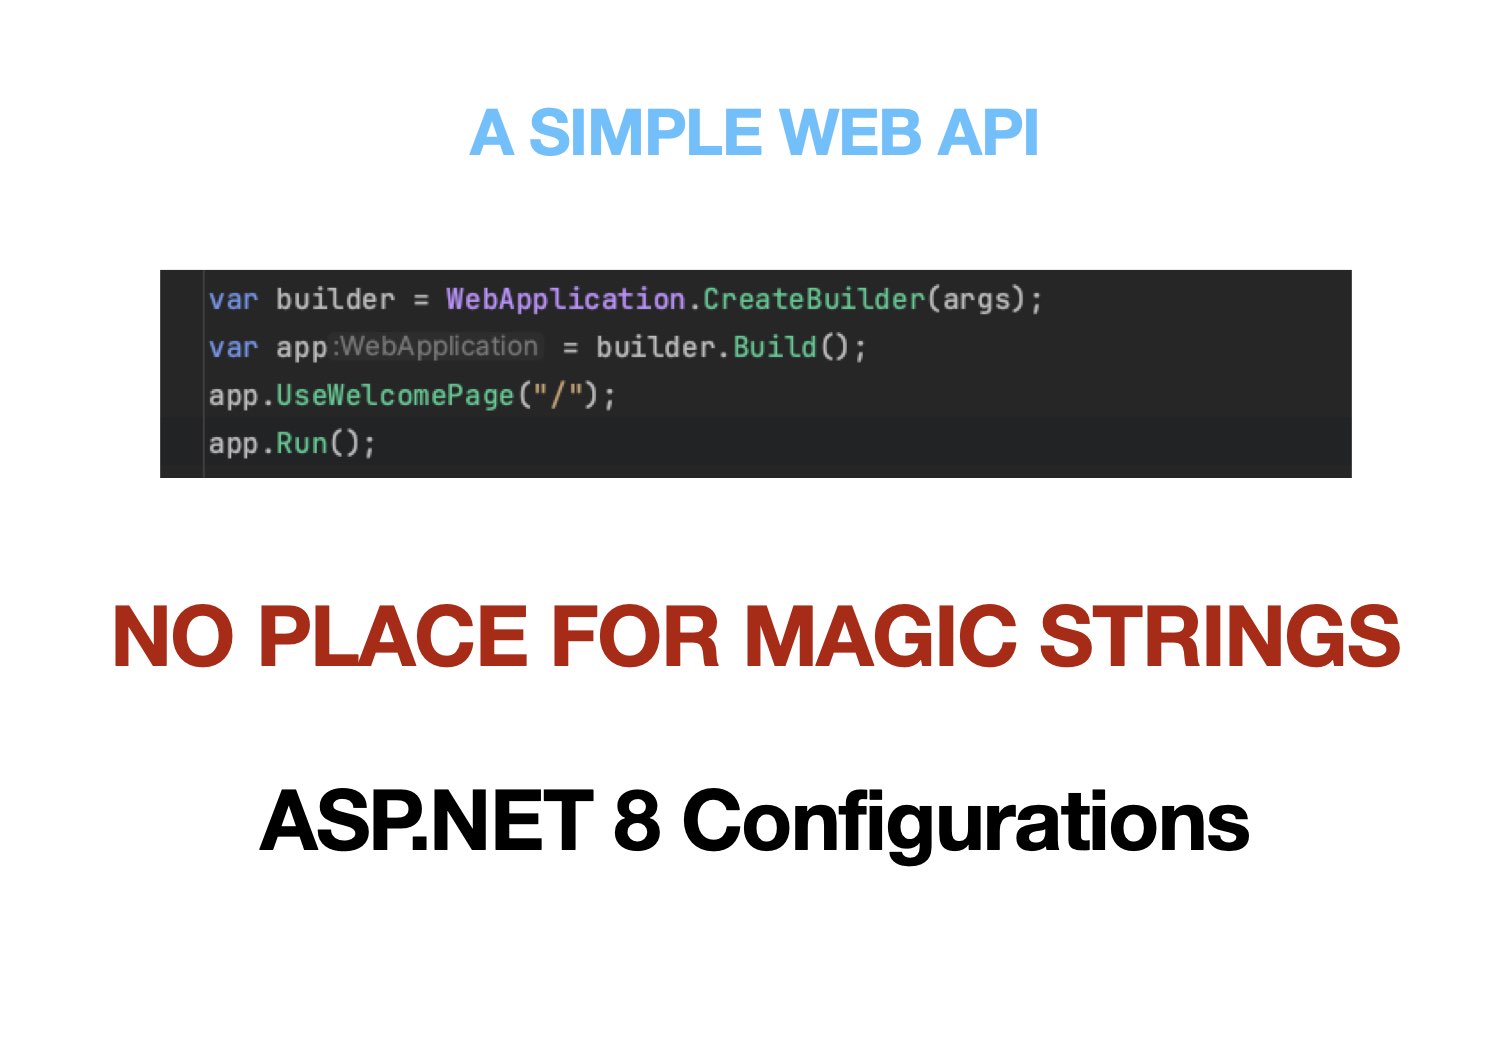 A SIMPLE WEB API
var builder = WebApplication.CreateBuilder(args);
var app :WebApplication = builder.Build();
app.UseWelcomePage("/");
app.Run();
NO PLACE FOR MAGIC STRINGS
ASP.NET 8 Configurations